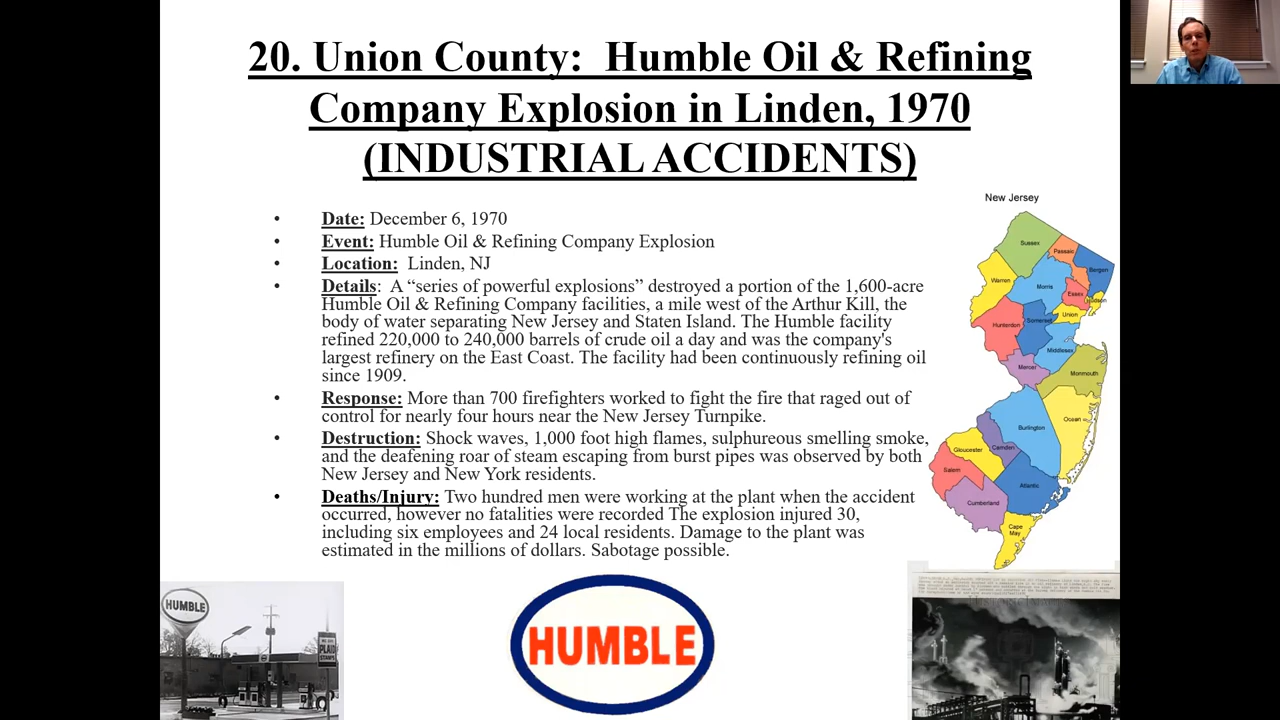 20. Union County: Humble Oil & Refining
Company Explosion in Linden, 1970
(INDUSTRIAL ACCIDENTS)
• Date: December 6, 1970
• Event: Humble Oil & Refining Company Explosion
• Location: Linden, NJ
• Details: A “series of powerful explosions” destroyed a portion of the 1,600-acre
Humble Oil & Refining Company facilities, a mile west of the Arthur Kill, the
body of water separating New Jersey and Staten Island. The Humble facility
refined 220,000 to 240,000 barrels of crude oil a day and was the company's
largest refinery on the East Coast. The facility had been continuously refining oil
since 1909.
• Response: More than 700 firefighters worked to fight the fire that raged out of
control for nearly four hours near the New Jersey Turnpike.
• Destruction: Shock waves, 1,000 foot high flames, sulphureous smelling smoke,
and the deafening roar of steam escaping from burst pipes was observed by both
New Jersey and New York residents.
• Deaths/Injury: Two hundred men were working at the plant when the accident
occurred, however no fatalities were recorded The explosion injured 30,
including six employees and 24 local residents. Damage to the plant was
estimated in the millions of dollars. Sabotage possible.
New Jersey
Sussex
Passaic
Bergen
Warren
Morris
Essex
Hudson
Union
Somerset
Hunterdon
Middlesex
Mercer
Monmouth
Ocean
Burlington
Camden
Gloucester
Salem
Atlantic
Cumberland
Cape
May
HUMBLE
WE GIVE
PLAID
STAMPS
HUMBLE